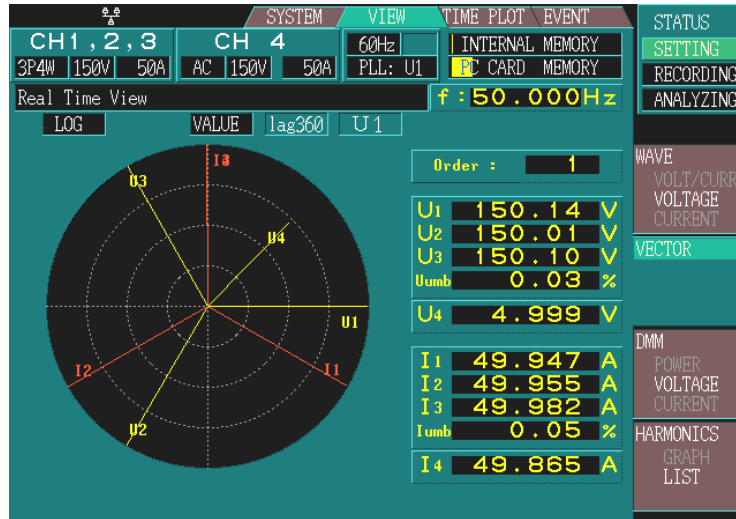 SYSTEM VIEW TIME PLOT EVENT
CH1,2,3 CH 4 60Hz INTERNAL MEMORY
3P4W 150V 50A AC 150V 50A PLL: U1 PC CARD MEMORY
Real Time View f:50.000Hz
LOG VALUE lag360 U1
STATUS
SETTING
RECORDING
ANALYZING
I3
U3
U4
U1
I2
I1
U2
Order : 1
U1 150.14 V
U2 150.01 V
U3 150.10 V
Uumb 0.03 %
U4 4.999 V
I1 49.947 A
I2 49.955 A
I3 49.982 A
Iumb 0.05 %
I4 49.865 A
WAVE
VOLT/CURR
VOLTAGE
CURRENT
VECTOR
DMM
POWER
VOLTAGE
CURRENT
HARMONICS
GRAPH
LIST